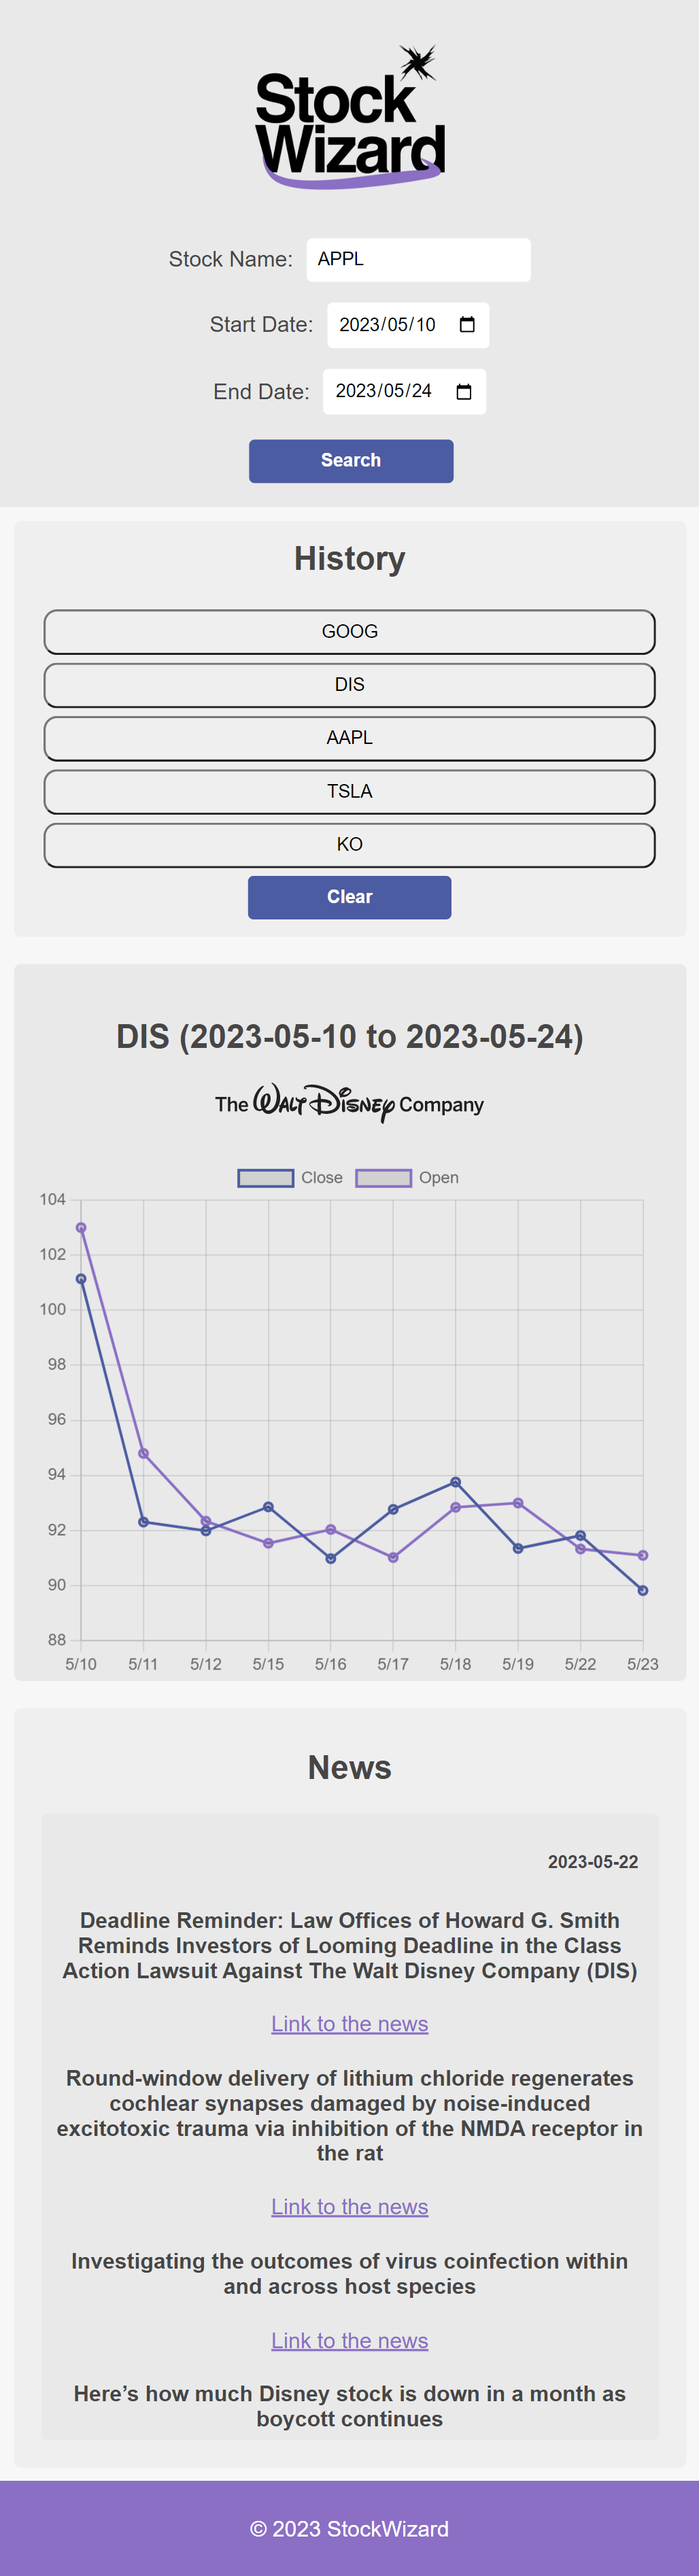 Stock
Wizard
Stock Name: APPL
Start Date: 2023/05/10
End Date: 2023/05/24
Search
History
GOOG
DIS
AAPL
TSLA
KO
Clear
DIS (2023-05-10 to 2023-05-24)
The Walt Disney Company
Close Open
104
102
100
98
96
94
92
90
88
5/10 5/11 5/12 5/15 5/16 5/17 5/18 5/19 5/22 5/23
News
2023-05-22
Deadline Reminder: Law Offices of Howard G. Smith
Reminds Investors of Looming Deadline in the Class
Action Lawsuit Against The Walt Disney Company (DIS)
Link to the news
Round-window delivery of lithium chloride regenerates
cochlear synapses damaged by noise-induced
excitotoxic trauma via inhibition of the NMDA receptor in
the rat
Link to the news
Investigating the outcomes of virus coinfection within
and across host species
Link to the news
Here’s how much Disney stock is down in a month as
boycott continues
© 2023 StockWizard